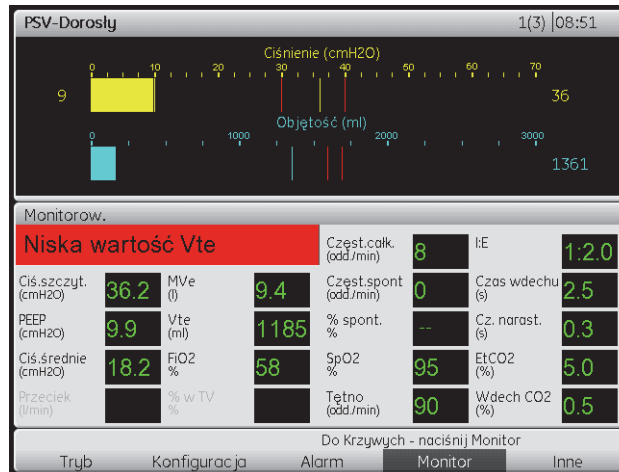 PSV-Dorosły 1(3) 08:51
Ciśnienie (cmH2O)
0 10 20 30 40 50 60 70
9 36
Objętość (ml)
0 1000 2000 3000
1361
Monitorow.
Niska wartość Vte
Częst.całk. (odd./min) 8 I:E 1:2.0
Ciś.szczyt. (cmH2O) 36.2 MVe (l) 9.4 Częst.spont (odd./min) 0 Czas wdechu (s) 2.5
PEEP (cmH2O) 9.9 Vte (ml) 1185 % spont. % -- Cz. narast. (s) 0.3
Ciś.średnie (cmH2O) 18.2 FiO2 % 58 SpO2 % 95 EtCO2 (%) 5.0
Przeciek (l/min) % w TV % Tętno (odd./min) 90 Wdech CO2 (%) 0.5
Do Krzywych - naciśnij Monitor
Tryb Konfiguracja Alarm Monitor Inne